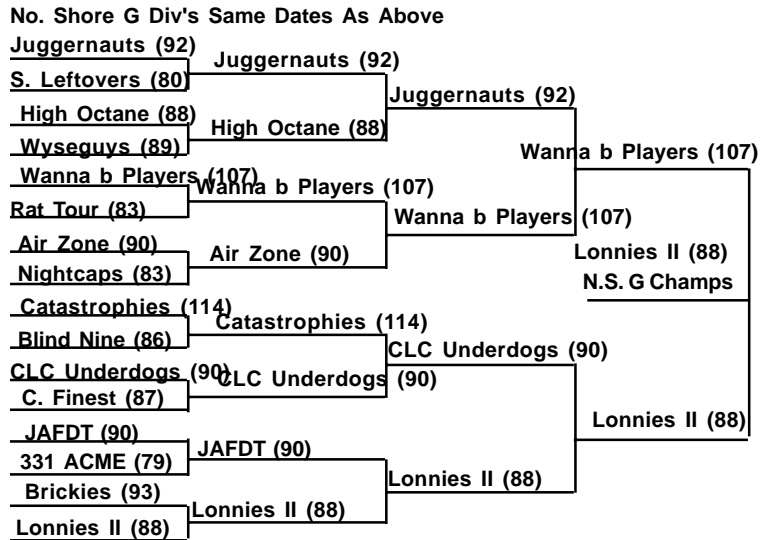 No. Shore G Div's Same Dates As Above
Juggernauts (92)
S. Leftovers (80)
High Octane (88)
Wyseguys (89)
Wanna b Players (107)
Rat Tour (83)
Air Zone (90)
Nightcaps (83)
Catastrophies (114)
Blind Nine (86)
CLC Underdogs (90)
C. Finest (87)
JAFDT (90)
331 ACME (79)
Brickies (93)
Lonnies II (88)
Juggernauts (92)
High Octane (88)
Wanna b Players (107)
Air Zone (90)
Catastrophies (114)
CLC Underdogs (90)
JAFDT (90)
Lonnies II (88)
Juggernauts (92)
Wanna b Players (107)
CLC Underdogs (90)
Lonnies II (88)
Wanna b Players (107)
Lonnies II (88)
Lonnies II (88)
N.S. G Champs